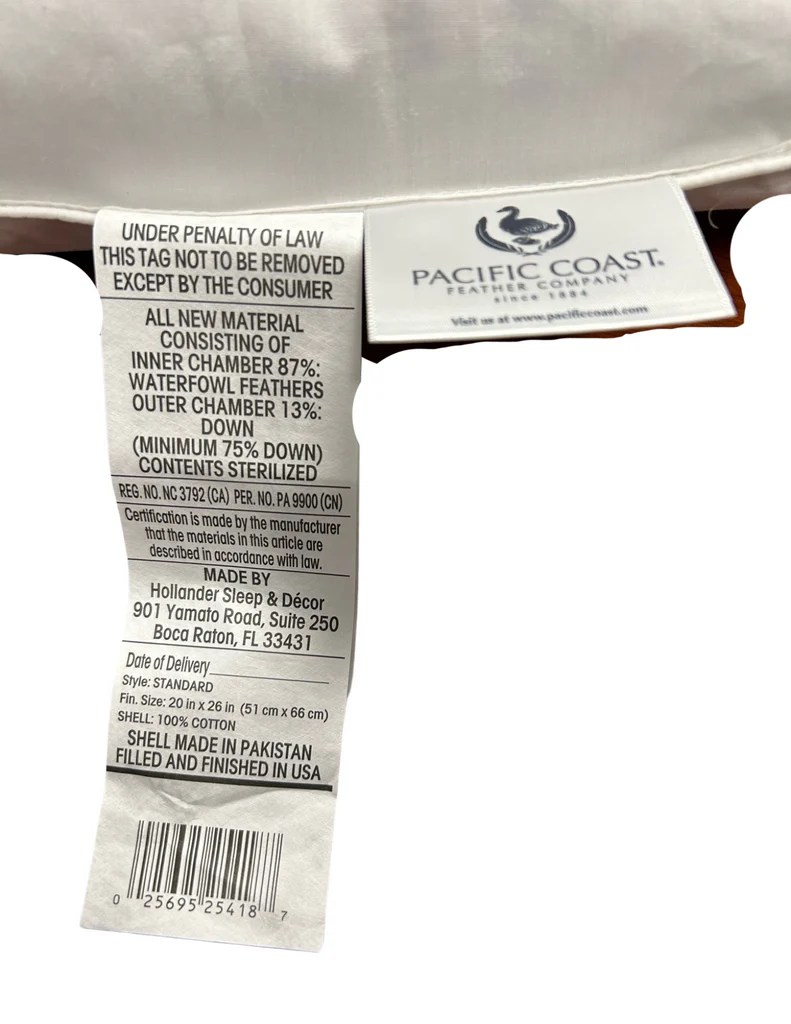 UNDER PENALTY OF LAW
THIS TAG NOT TO BE REMOVED
EXCEPT BY THE CONSUMER
ALL NEW MATERIAL
CONSISTING OF
INNER CHAMBER 87%:
WATERFOWL FEATHERS
OUTER CHAMBER 13%:
DOWN
(MINIMUM 75% DOWN)
CONTENTS STERILIZED
REG. NO. NC 3792 (CA) PER. NO. PA 9900 (CN)
Certification is made by the manufacturer
that the materials in this article are
described in accordance with law.
MADE BY
Hollander Sleep & Décor
901 Yamato Road, Suite 250
Boca Raton, FL 33431
Date of Delivery
Style: STANDARD
Fin. Size: 20 in x 26 in (51 cm x 66 cm)
SHELL: 100% COTTON
SHELL MADE IN PAKISTAN
FILLED AND FINISHED IN USA
0 25695 25418 7
PACIFIC COAST®
FEATHER COMPANY
since 1884
Visit us at www.pacificcoast.com